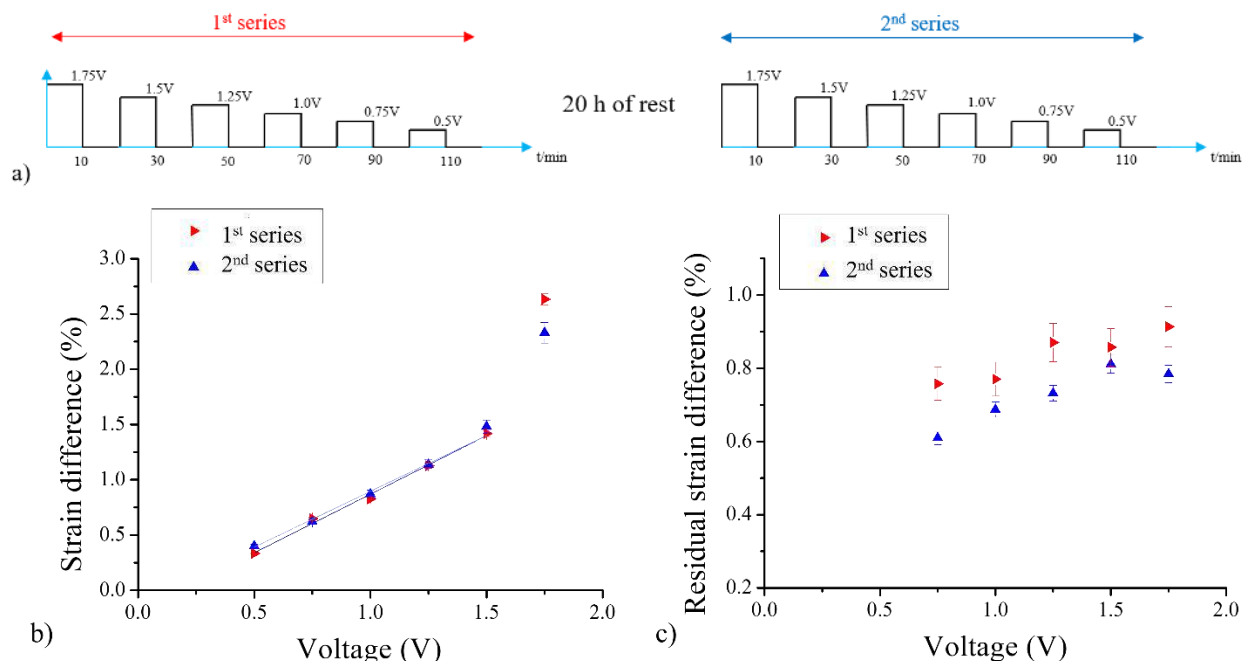 1st series
2nd series
1.75V
1.5V
1.25V
1.0V
0.75V
0.5V
20 h of rest
1.75V
1.5V
1.25V
1.0V
0.75V
0.5V
10 30 50 70 90 110 t/min
10 30 50 70 90 110 t/min
a)
1st series
2nd series
3.0
2.5
2.0
1.5
1.0
0.5
0.0
Strain difference (%)
0.0 0.5 1.0 1.5 2.0
Voltage (V)
b)
1st series
2nd series
1.0
0.8
0.6
0.4
0.2
Residual strain difference (%)
0.0 0.5 1.0 1.5 2.0
Voltage (V)
c)